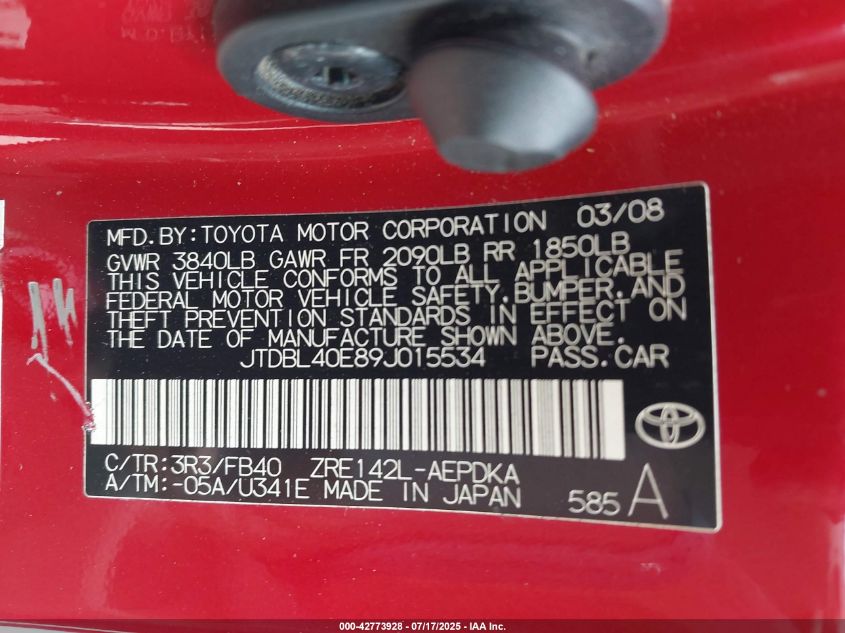 MFD.BY:TOYOTA MOTOR CORPORATION 03/08
GVWR 3840LB GAWR FR 2090LB RR 1850LB
THIS VEHICLE CONFORMS TO ALL APPLICABLE
FEDERAL MOTOR VEHICLE SAFETY,BUMPER,AND
THEFT PREVENTION STANDARDS IN EFFECT ON
THE DATE OF MANUFACTURE SHOWN ABOVE.
JTDBL40E89J015534 PASS.CAR
C/TR:3R3/FB40 ZRE142L-AEPDKA
A/TM:-05A/U341E MADE IN JAPAN
585 A
000-42773928 - 07/17/2025 - IAA Inc.